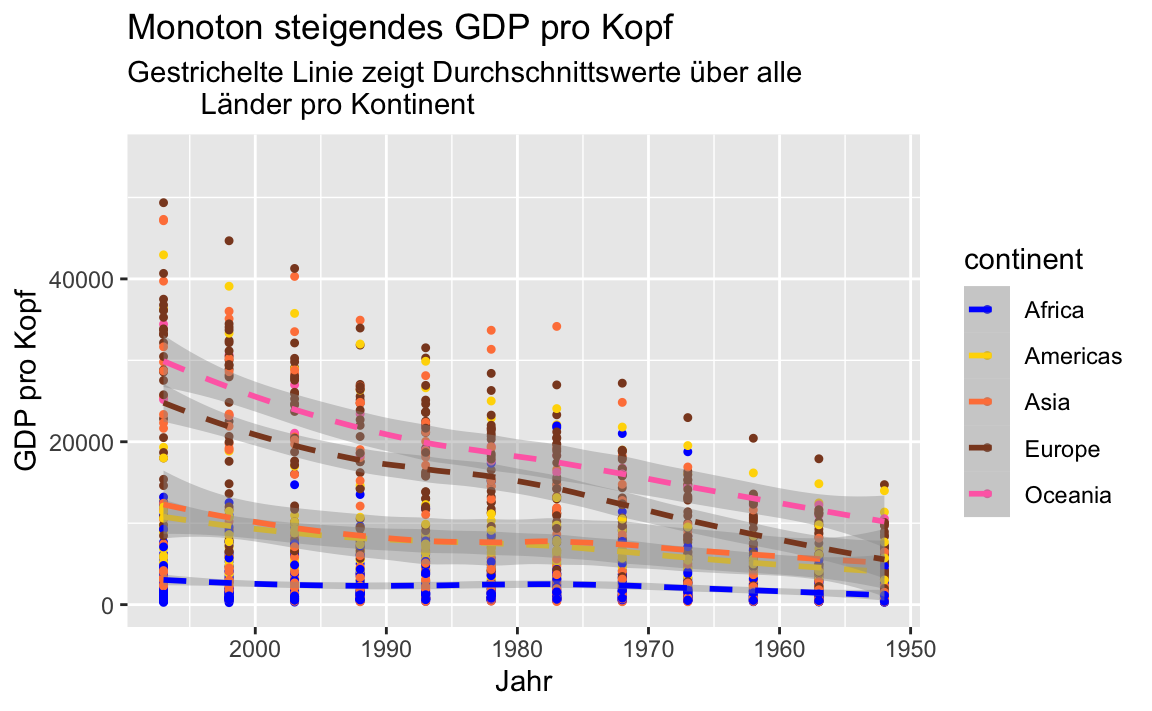 Monoton steigendes GDP pro Kopf
Gestrichelte Linie zeigt Durchschnittswerte über alle
Länder pro Kontinent
GDP pro Kopf
40000
20000
0
2000 1990 1980 1970 1960 1950
Jahr
continent
Africa
Americas
Asia
Europe
Oceania